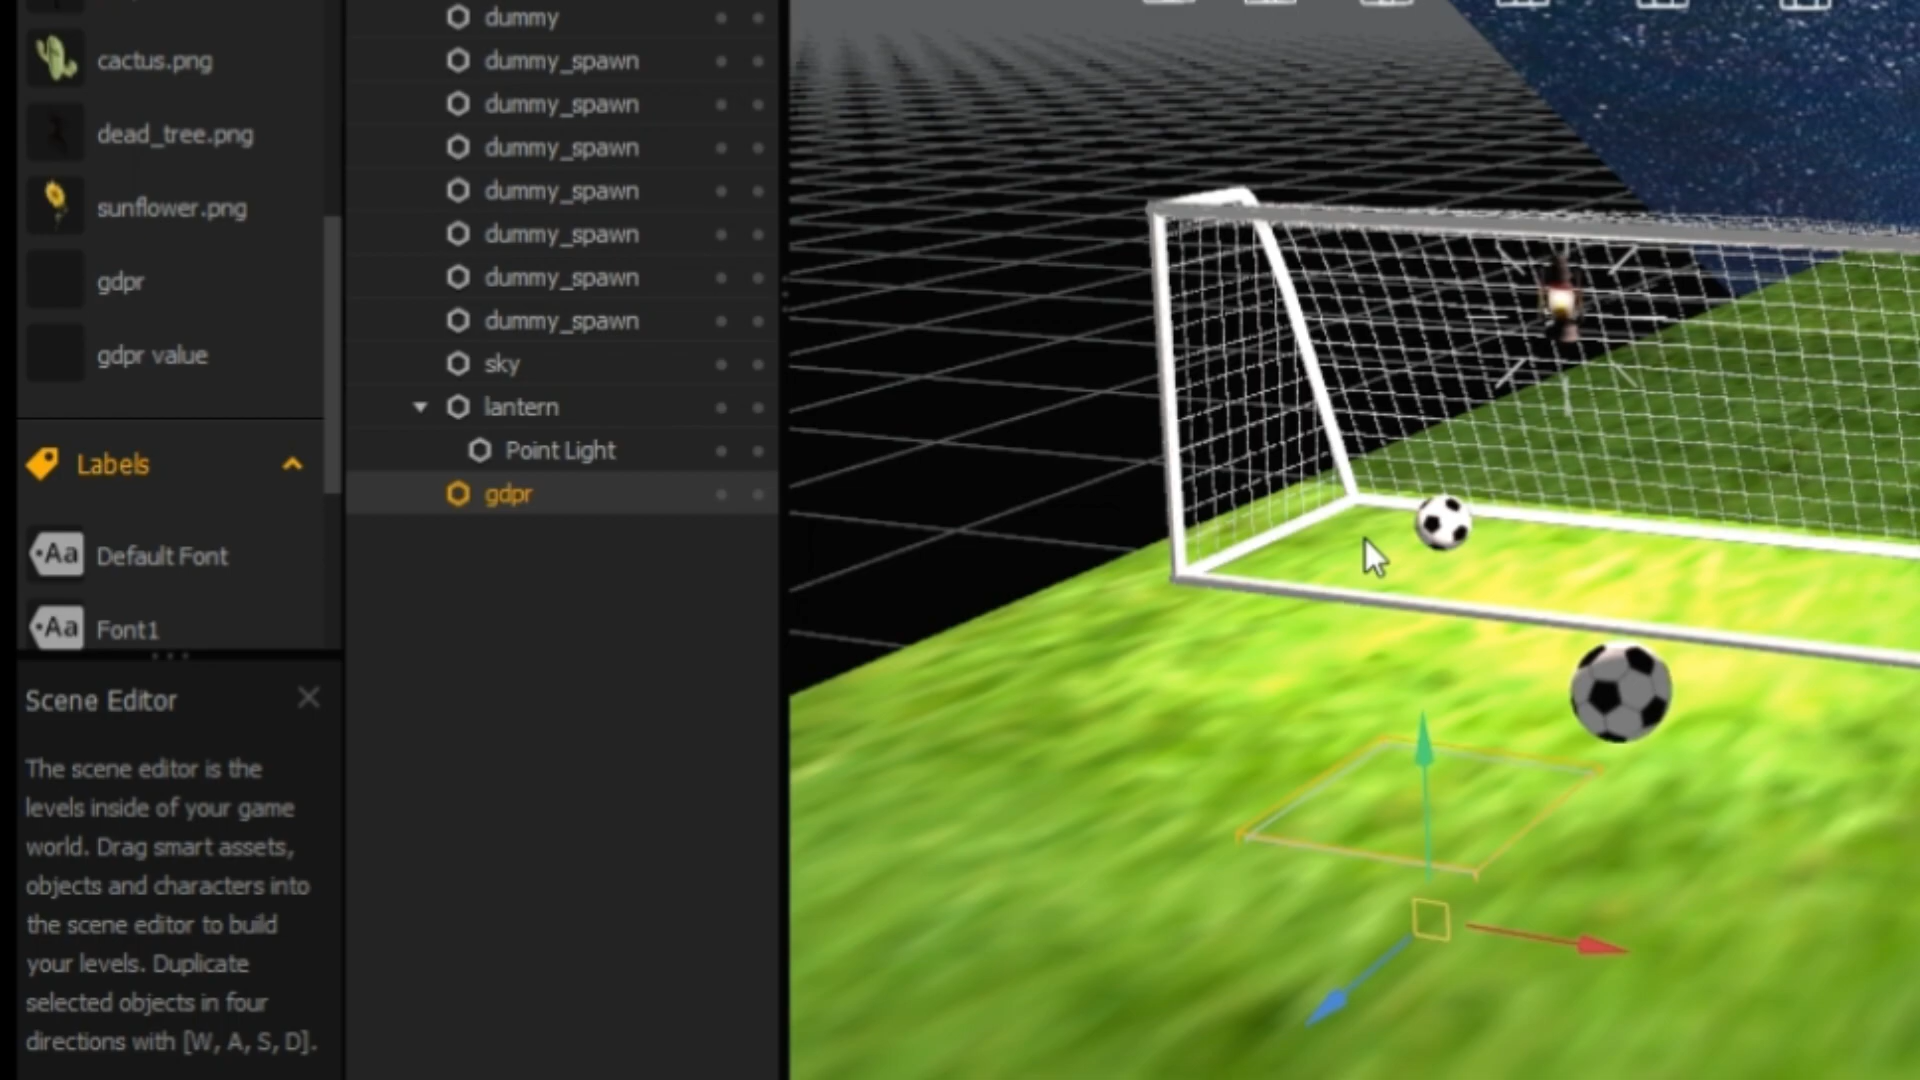 cactus.png
dead_tree.png
sunflower.png
gdpr
gdpr value
Labels
Aa Default Font
Aa Font1
Scene Editor
The scene editor is the
levels inside of your game
world. Drag smart assets,
objects and characters into
the scene editor to build
your levels. Duplicate
selected objects in four
directions with [W, A, S, D].
dummy
dummy_spawn
dummy_spawn
dummy_spawn
dummy_spawn
dummy_spawn
dummy_spawn
dummy_spawn
sky
lantern
Point Light
gdpr